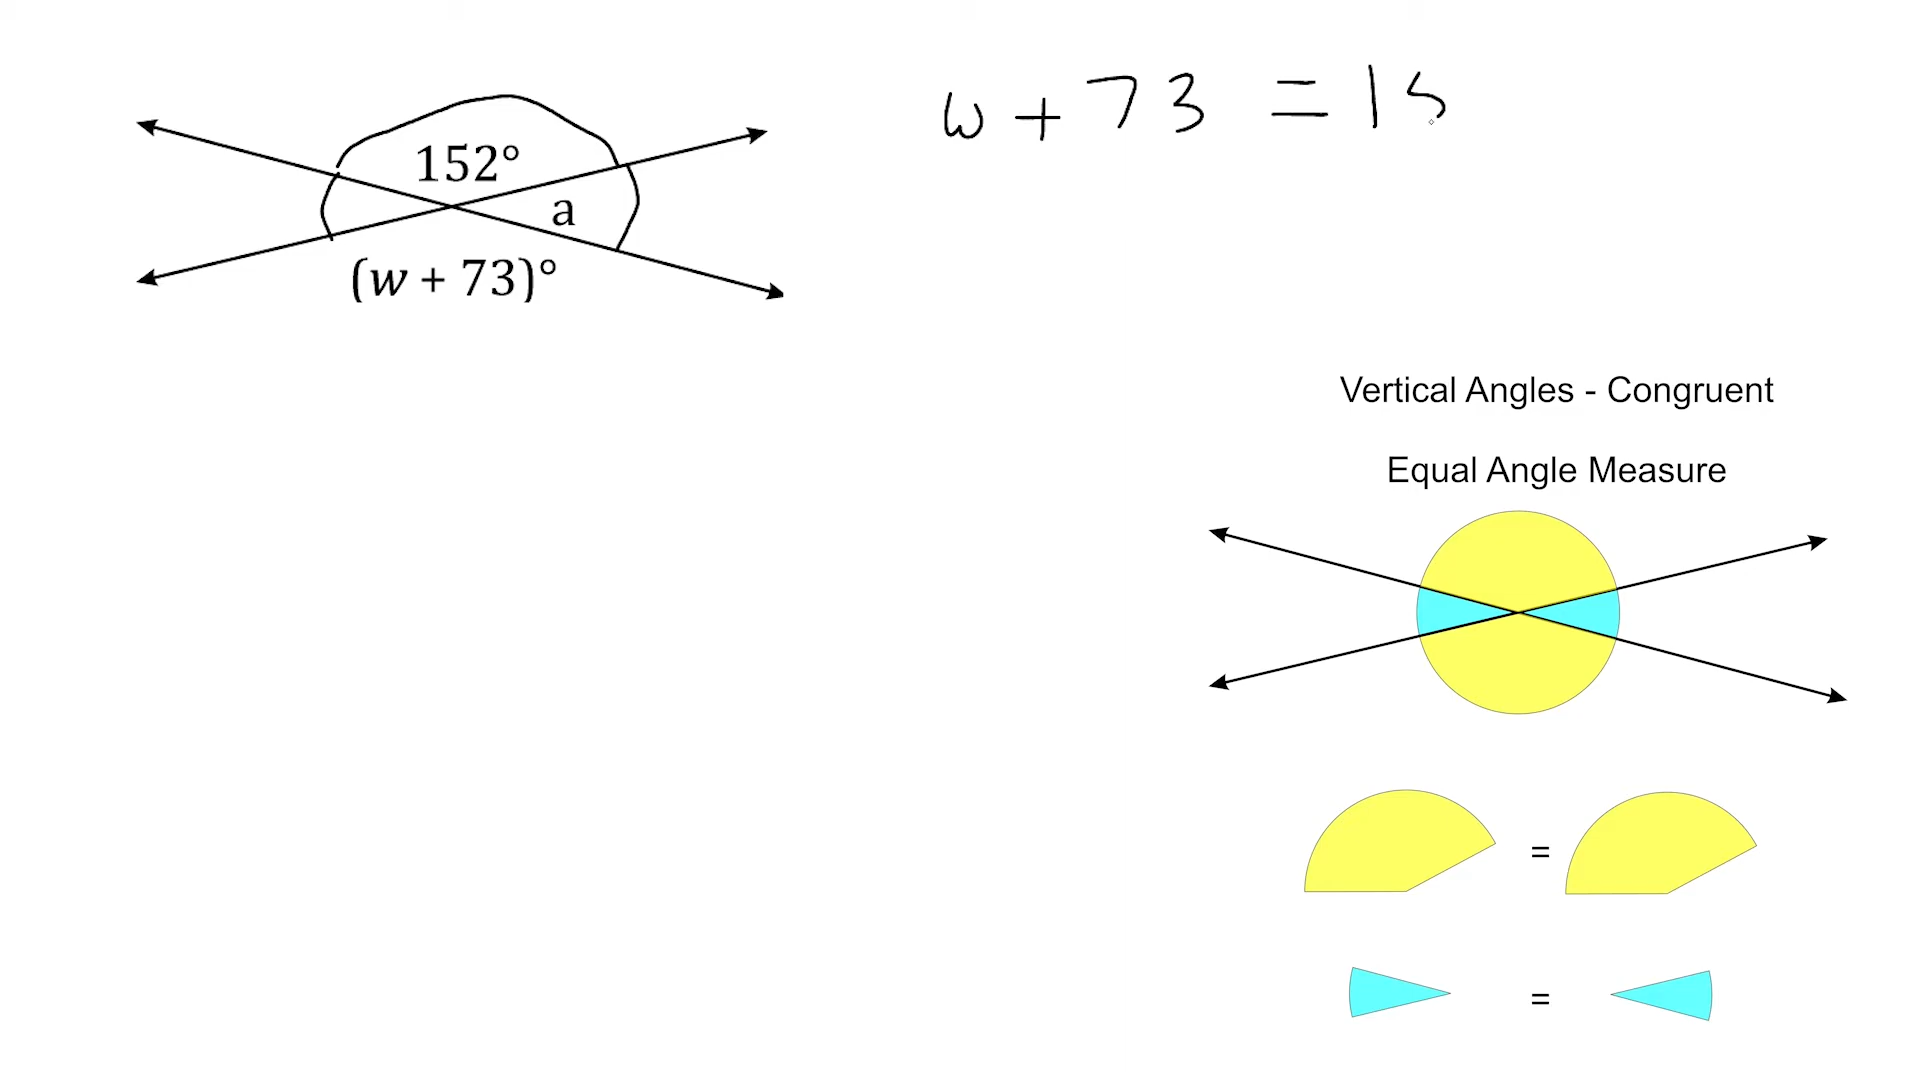 w + 73 = 15
152°
a
(w + 73)°
Vertical Angles - Congruent
Equal Angle Measure
=
=